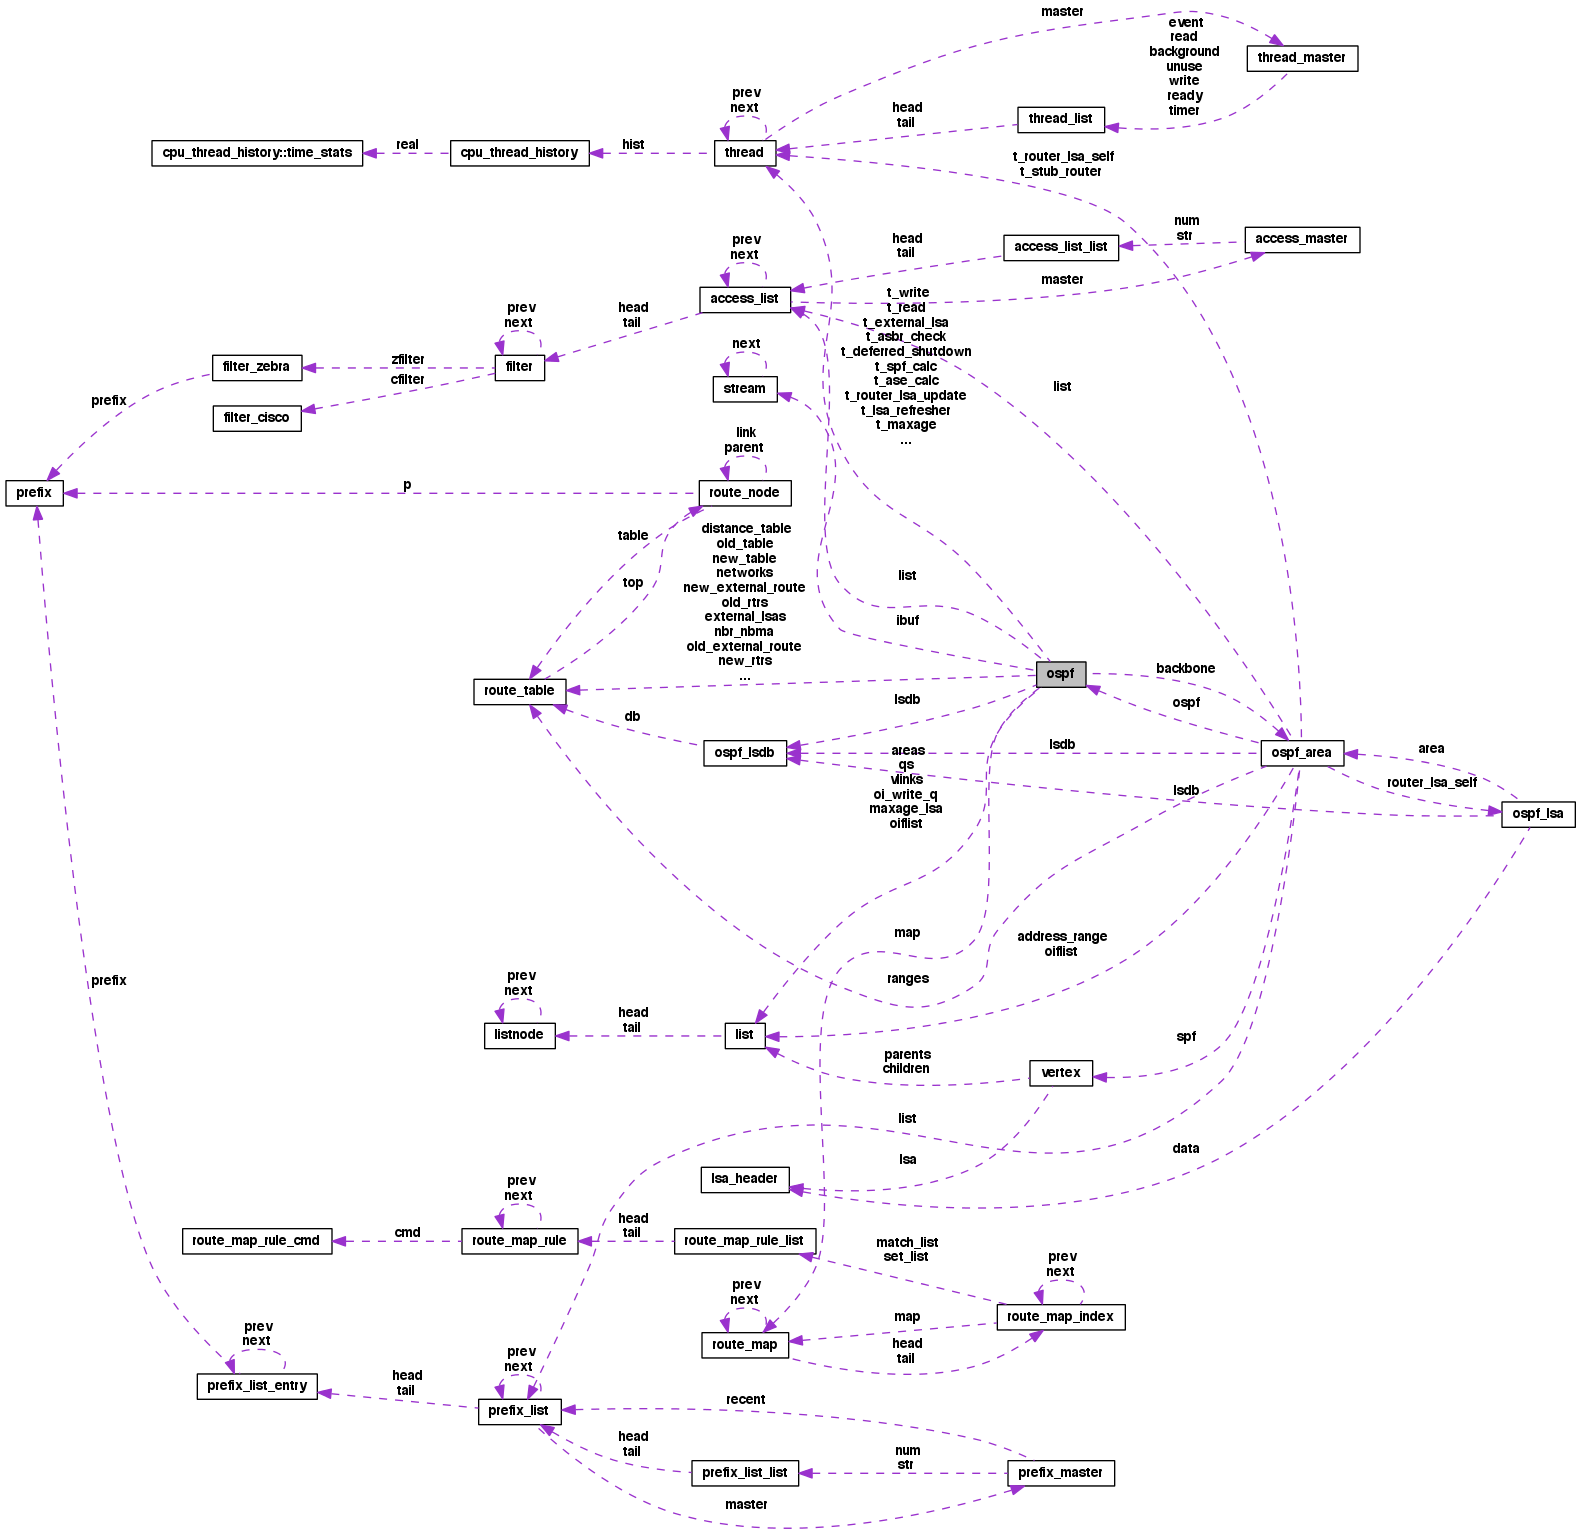 master
event
read
background
unuse
write
ready
timer
thread_master
prev
next
head
tail
thread_list
cpu_thread_history::time_stats
real
cpu_thread_history
hist
thread
t_router_lsa_self
t_stub_router
num
str
access_master
prev
next
head
tail
access_list_list
master
access_list
head
tail
t_write
t_read
t_external_lsa
t_asbr_check
t_deferred_shutdown
t_spf_calc
t_ase_calc
t_router_lsa_update
t_lsa_refresher
t_maxage
...
prev
next
filter_zebra
zfilter
filter
cfilter
filter_cisco
next
stream
list
prefix
link
parent
prefix
p
route_node
table
top
distance_table
old_table
new_table
networks
new_external_route
old_rtrs
external_lsas
nbr_nbma
old_external_route
new_rtrs
...
list
ibuf
ospf
backbone
ospf
route_table
lsdb
db
ospf_lsdb
lsdb
ospf_area
area
router_lsa_self
lsdb
ospf_lsa
areas
qs
vlinks
oi_write_q
maxage_lsa
oiflist
map
address_range
oiflist
ranges
prefix
prev
next
listnode
head
tail
list
spf
parents
children
vertex
list
lsa
data
lsa_header
prev
next
head
tail
route_map_rule_cmd
cmd
route_map_rule
route_map_rule_list
match_list
set_list
prev
next
prev
next
map
route_map_index
route_map
head
tail
prev
next
prefix_list_entry
head
tail
prev
next
prefix_list
recent
head
tail
prefix_list_list
num
str
prefix_master
master